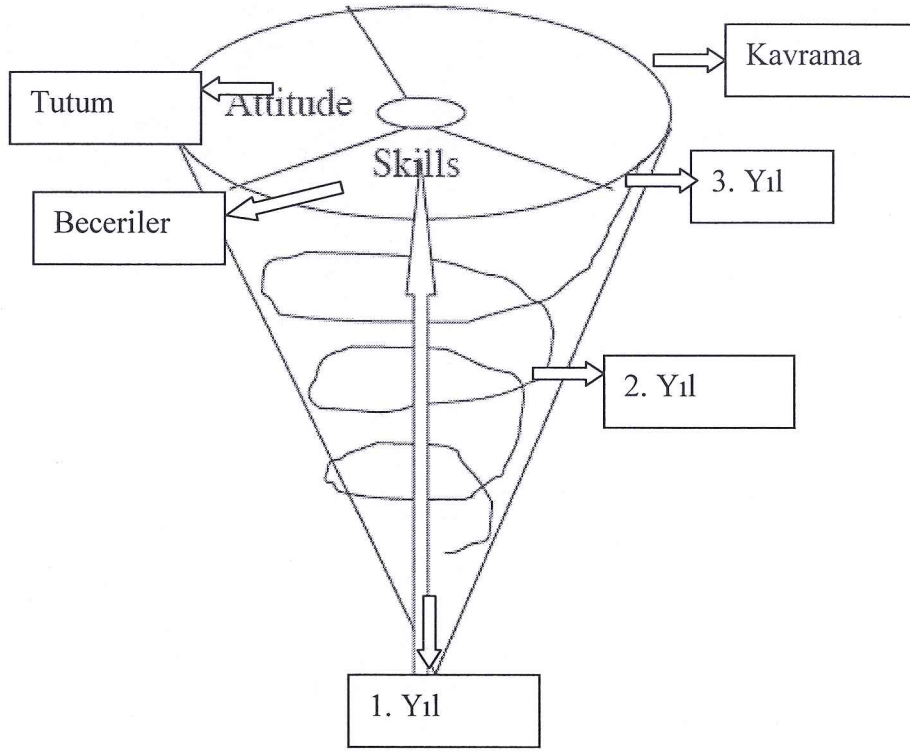 Kavrama
Tutum
Attitude
Skills
3. Yıl
Beceriler
2. Yıl
1. Yıl